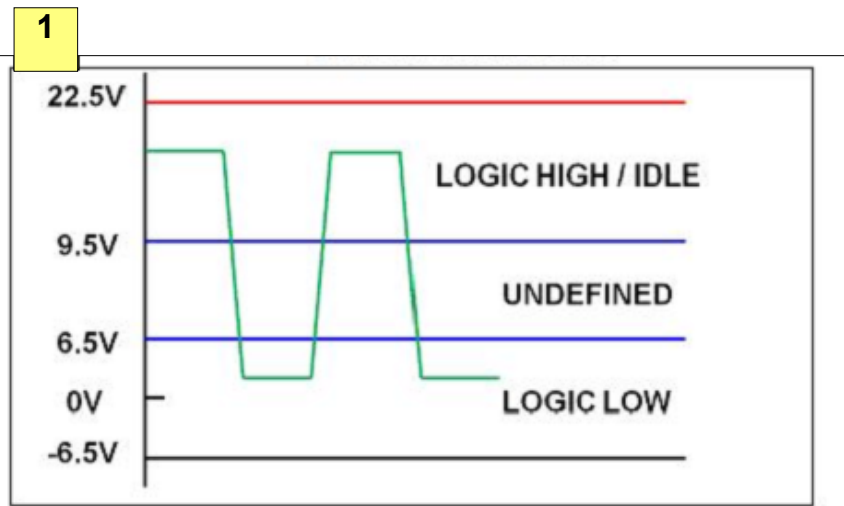 1
22.5V
LOGIC HIGH / IDLE
9.5V
UNDEFINED
6.5V
0V
LOGIC LOW
-6.5V